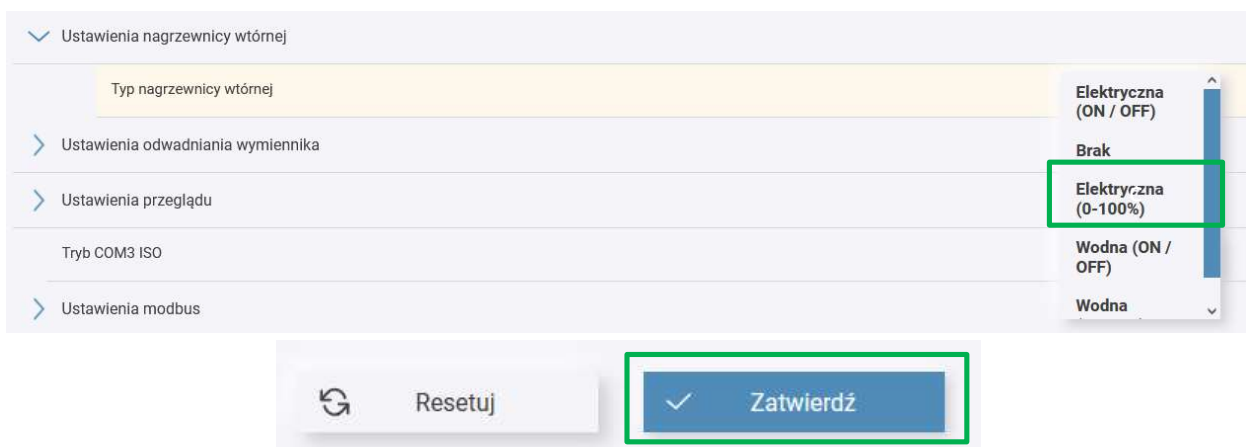 Ustawienia nagrzewnicy wtórnej
Typ nagrzewnicy wtórnej
Elektryczna
(ON / OFF)
Ustawienia odwadniania wymiennika
Brak
Ustawienia przeglądu
Elektryczna
(0-100%)
Tryb COM3 ISO
Wodna (ON /
OFF)
Ustawienia modbus
Wodna
Resetuj
Zatwierdź